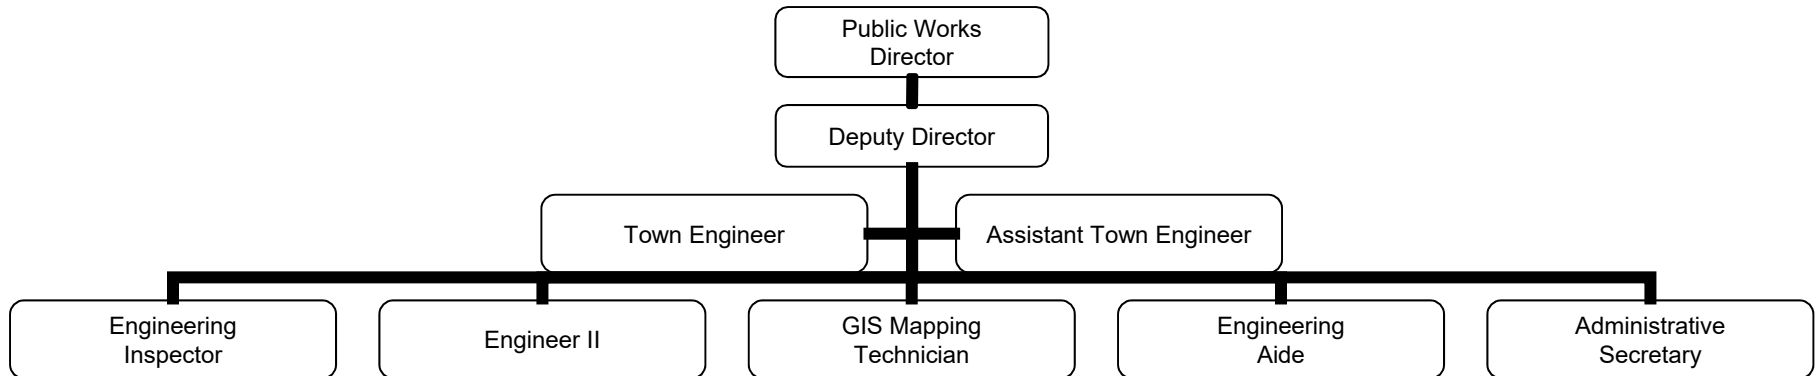 Public Works
Director
Deputy Director
Town Engineer
Assistant Town Engineer
Engineering
Inspector
Engineer II
GIS Mapping
Technician
Engineering
Aide
Administrative
Secretary